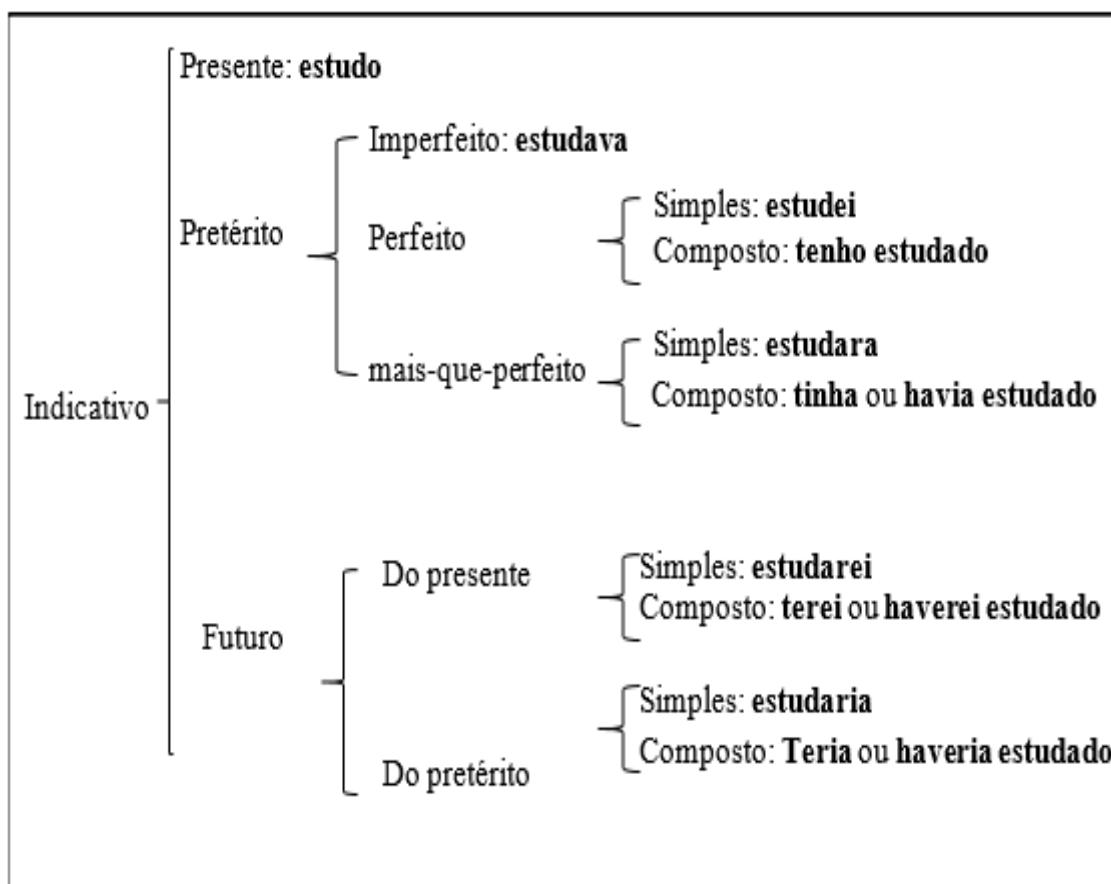 Presente: estudo
Imperfeito: estudava
Simples: estudei
Pretérito
Perfeito
Composto: tenho estudado
Simples: estudara
mais-que-perfeito
Composto: tinha ou havia estudado
Indicativo
Do presente
Simples: estudarei
Composto: terei ou haverei estudado
Futuro
Simples: estudaria
Composto: Teria ou haveria estudado
Do pretérito